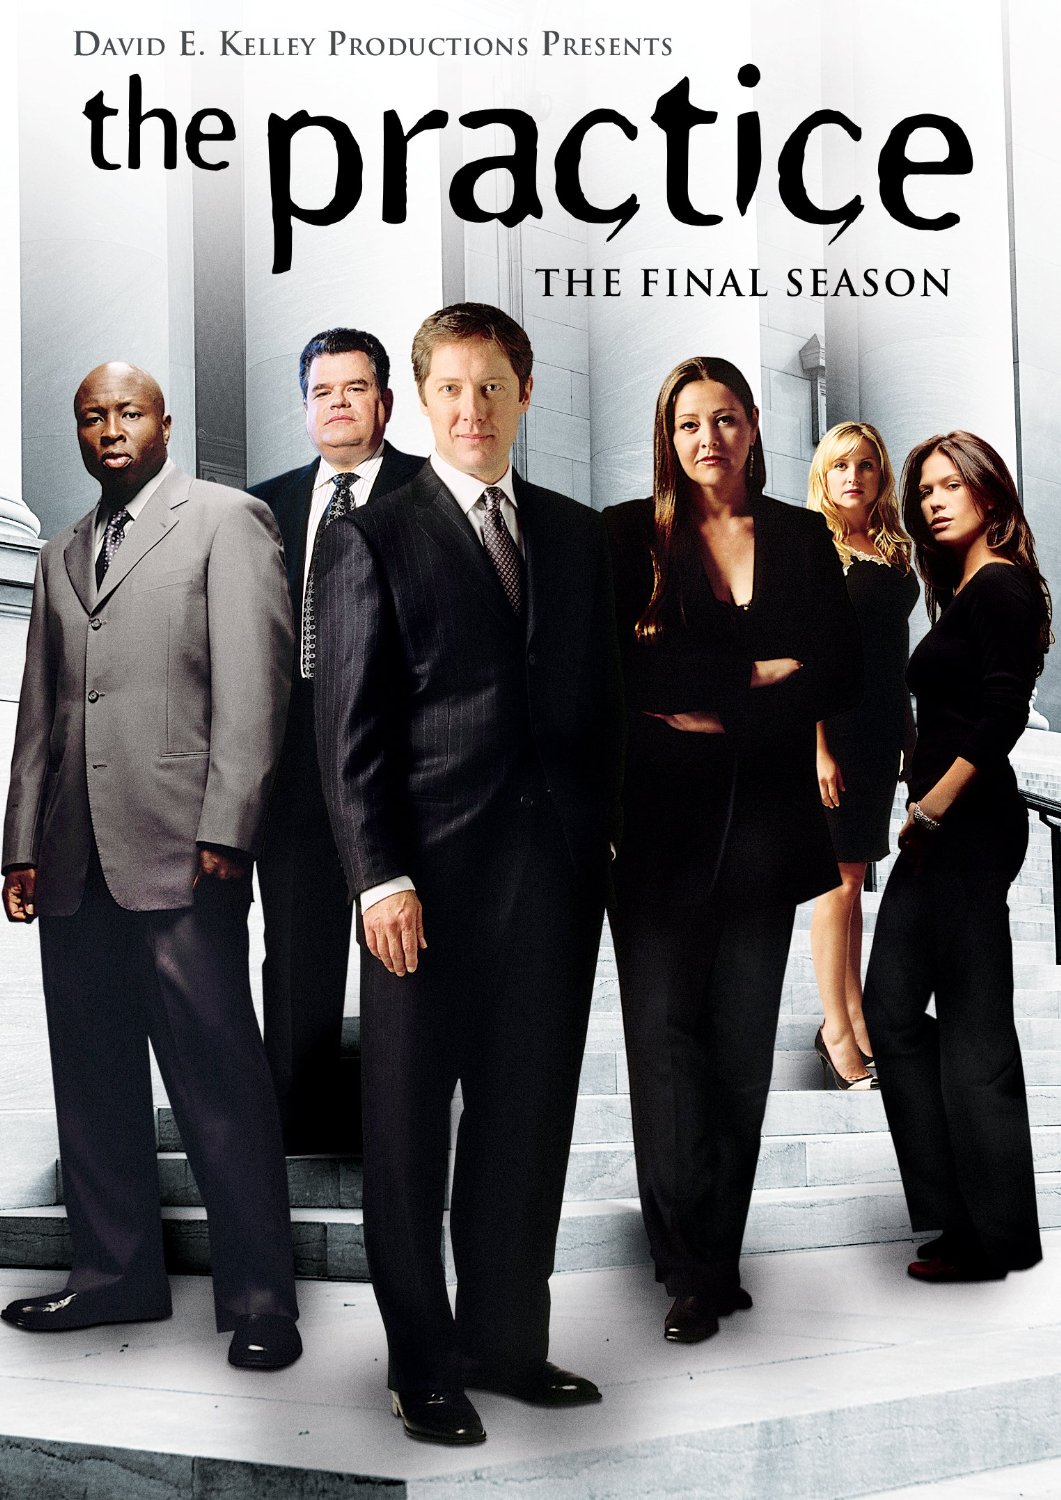 DAVID E. KELLEY PRODUCTIONS PRESENTS
the practice
THE FINAL SEASON